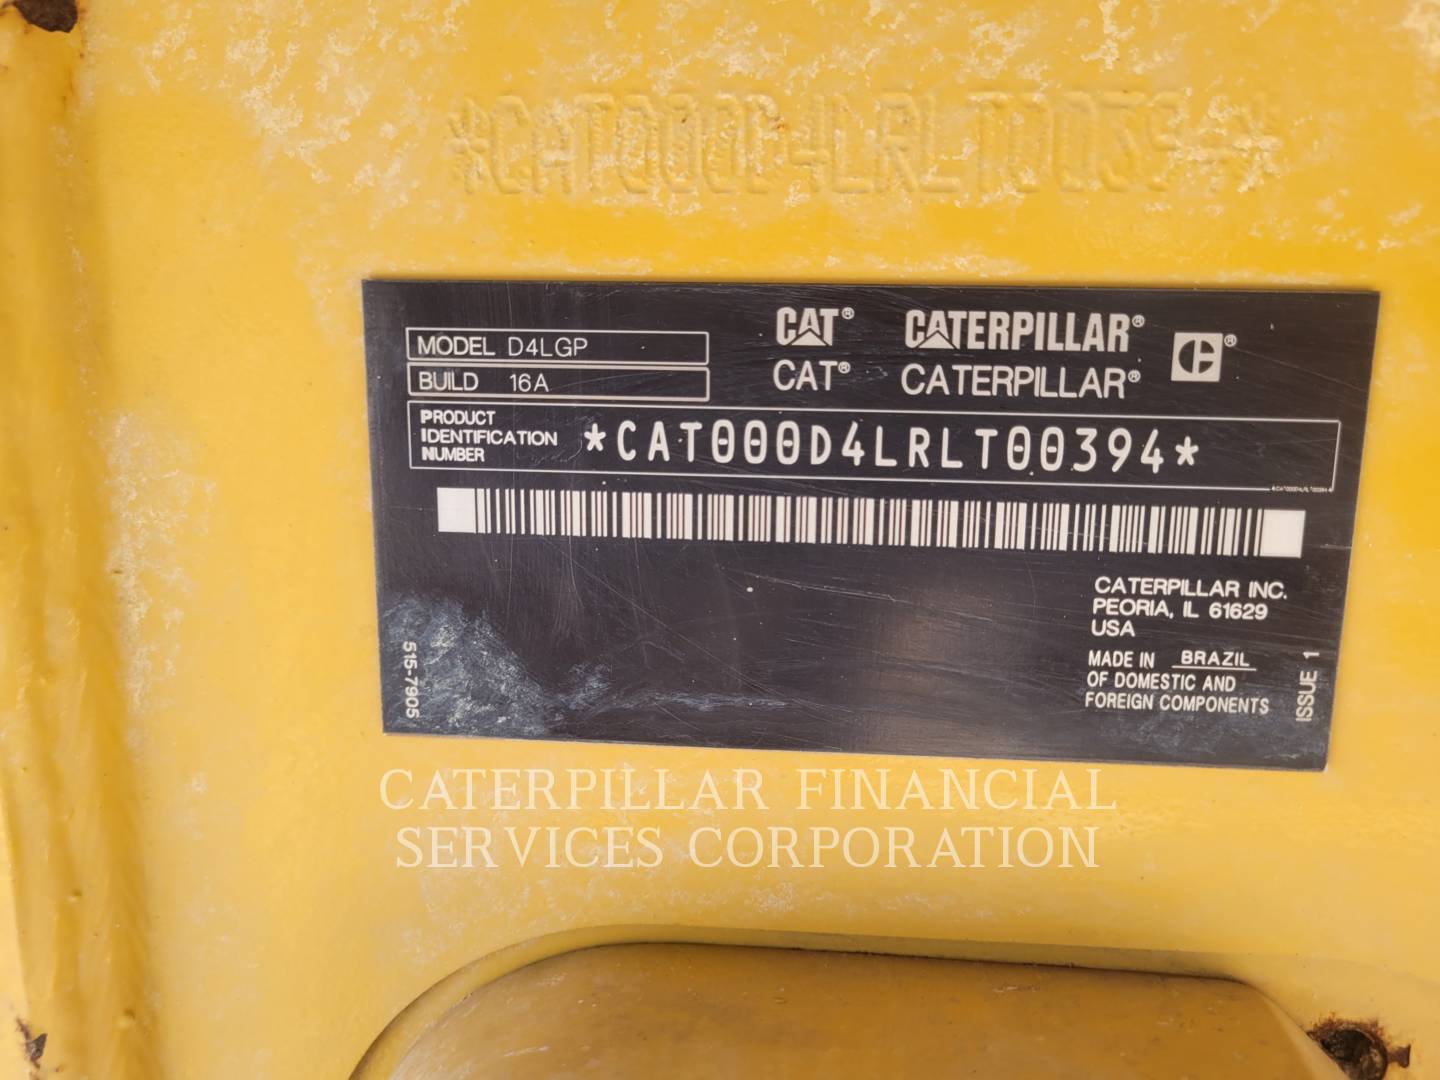 *CAT000D4LRLT00394*
MODEL D4LGP
BUILD 16A
CAT® CATERPILLAR® C®
CAT® CATERPILLAR®
PRODUCT IDENTIFICATION NUMBER *CAT000D4LRLT00394*
*CAT000D4LRLT00394*
CATERPILLAR INC.
PEORIA, IL 61629
USA
MADE IN BRAZIL
OF DOMESTIC AND
FOREIGN COMPONENTS
515-7905
ISSUE 1
CATERPILLAR FINANCIAL
SERVICES CORPORATION